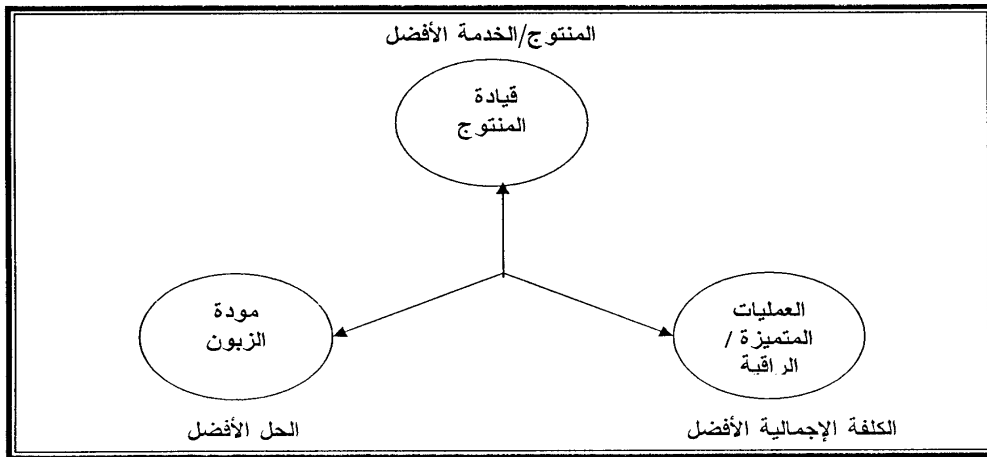 المنتوج/الخدمة الأفضل
قيادة
المنتوج
العمليات
المتميزة /
الراقية
مودة
الزبون
الكلفة الإجمالية الأفضل
الحل الأفضل